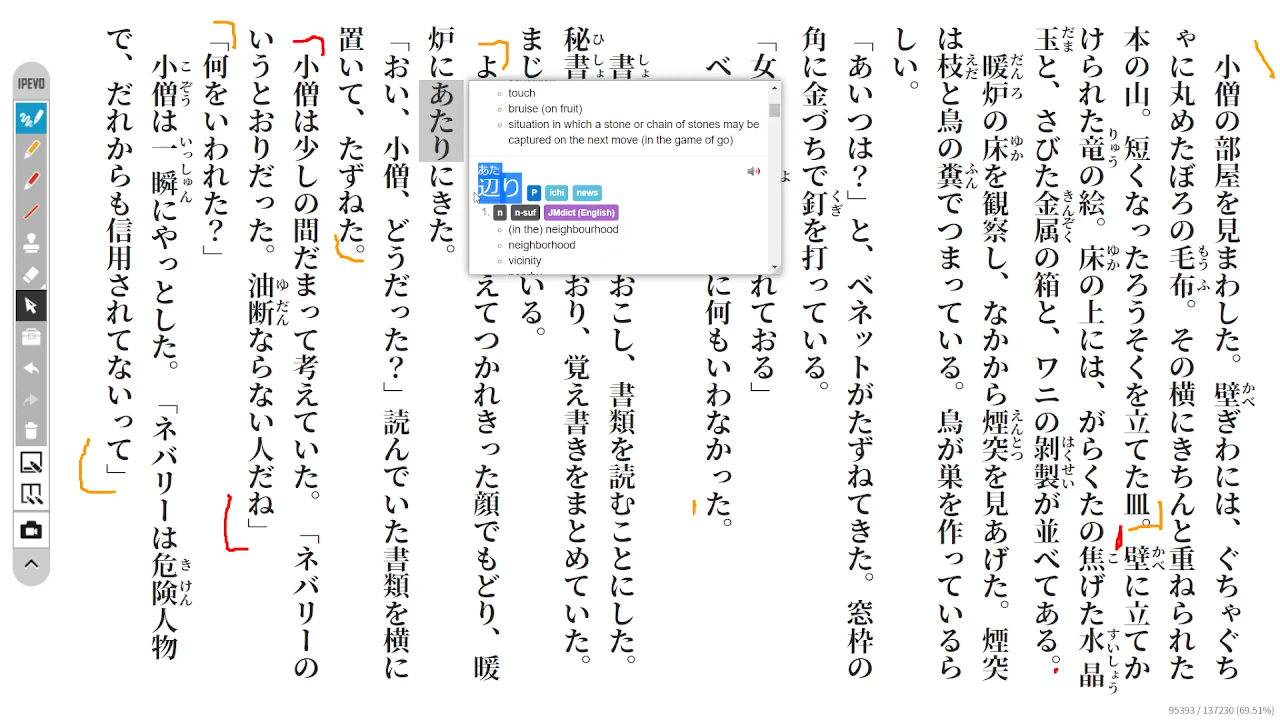 小僧の部屋を見まわした。壁ぎわには、ぐちゃぐち
ゃに丸めたぼろの毛布。その横にきちんと重ねられた
本の山。短くなったろうそくを立てた皿。壁に立てか
けられた竜の絵。床の上には、がらくたの焦げた水晶
玉と、さびた金属の箱と、ワニの剝製が並べてある。
暖炉の床を観察し、なかから煙突を見あげた。煙突
は枝と鳥の糞でつまっている。鳥が巣を作っているら
しい。
「あいつは？」と、ベネットがたずねてきた。窓枠の
角に金づちで釘を打っている。
「女 れておる」
べ に何もいわなかった。
書 おこし、書類を読むことにした。
秘書 おり、覚え書きをまとめていた。
まじ いる。
よ えてつかれきった顔でもどり、暖
炉にあたりにきた。
「おい、小僧、どうだった？」読んでいた書類を横に
置いて、たずねた。
小僧は少しの間だまって考えていた。「ネバリーの
いうとおりだった。油断ならない人だね」
「何をいわれた？」
小僧は一瞬にやっとした。「ネバリーは危険人物
で、だれからも信用されてないって」
touch
bruise (on fruit)
situation in which a stone or chain of stones may be
captured on the next move (in the game of go)
あた
辺り P ichi news
1. n n-suf JMdict (English)
(in the) neighbourhood
neighborhood
vicinity
IPEVO
95393 / 137230 (69.51%)